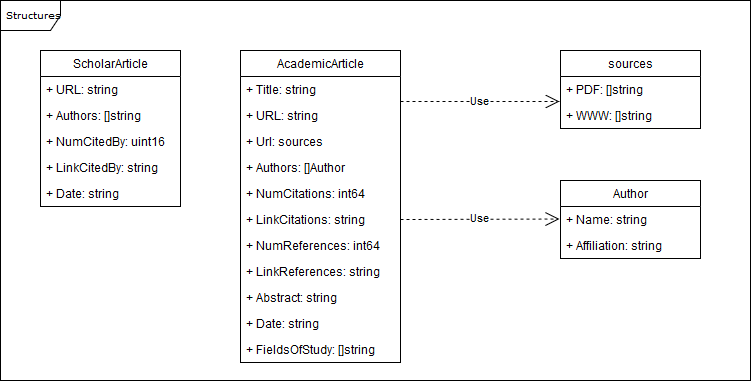 Structures
ScholarArticle
+ URL: string
+ Authors: []string
+ NumCitedBy: uint16
+ LinkCitedBy: string
+ Date: string
AcademicArticle
+ Title: string
+ URL: string
+ Url: sources
+ Authors: []Author
+ NumCitations: int64
+ LinkCitations: string
+ NumReferences: int64
+ LinkReferences: string
+ Abstract: string
+ Date: string
+ FieldsOfStudy: []string
Use
Use
sources
+ PDF: []string
+ WWW: []string
Author
+ Name: string
+ Affiliation: string